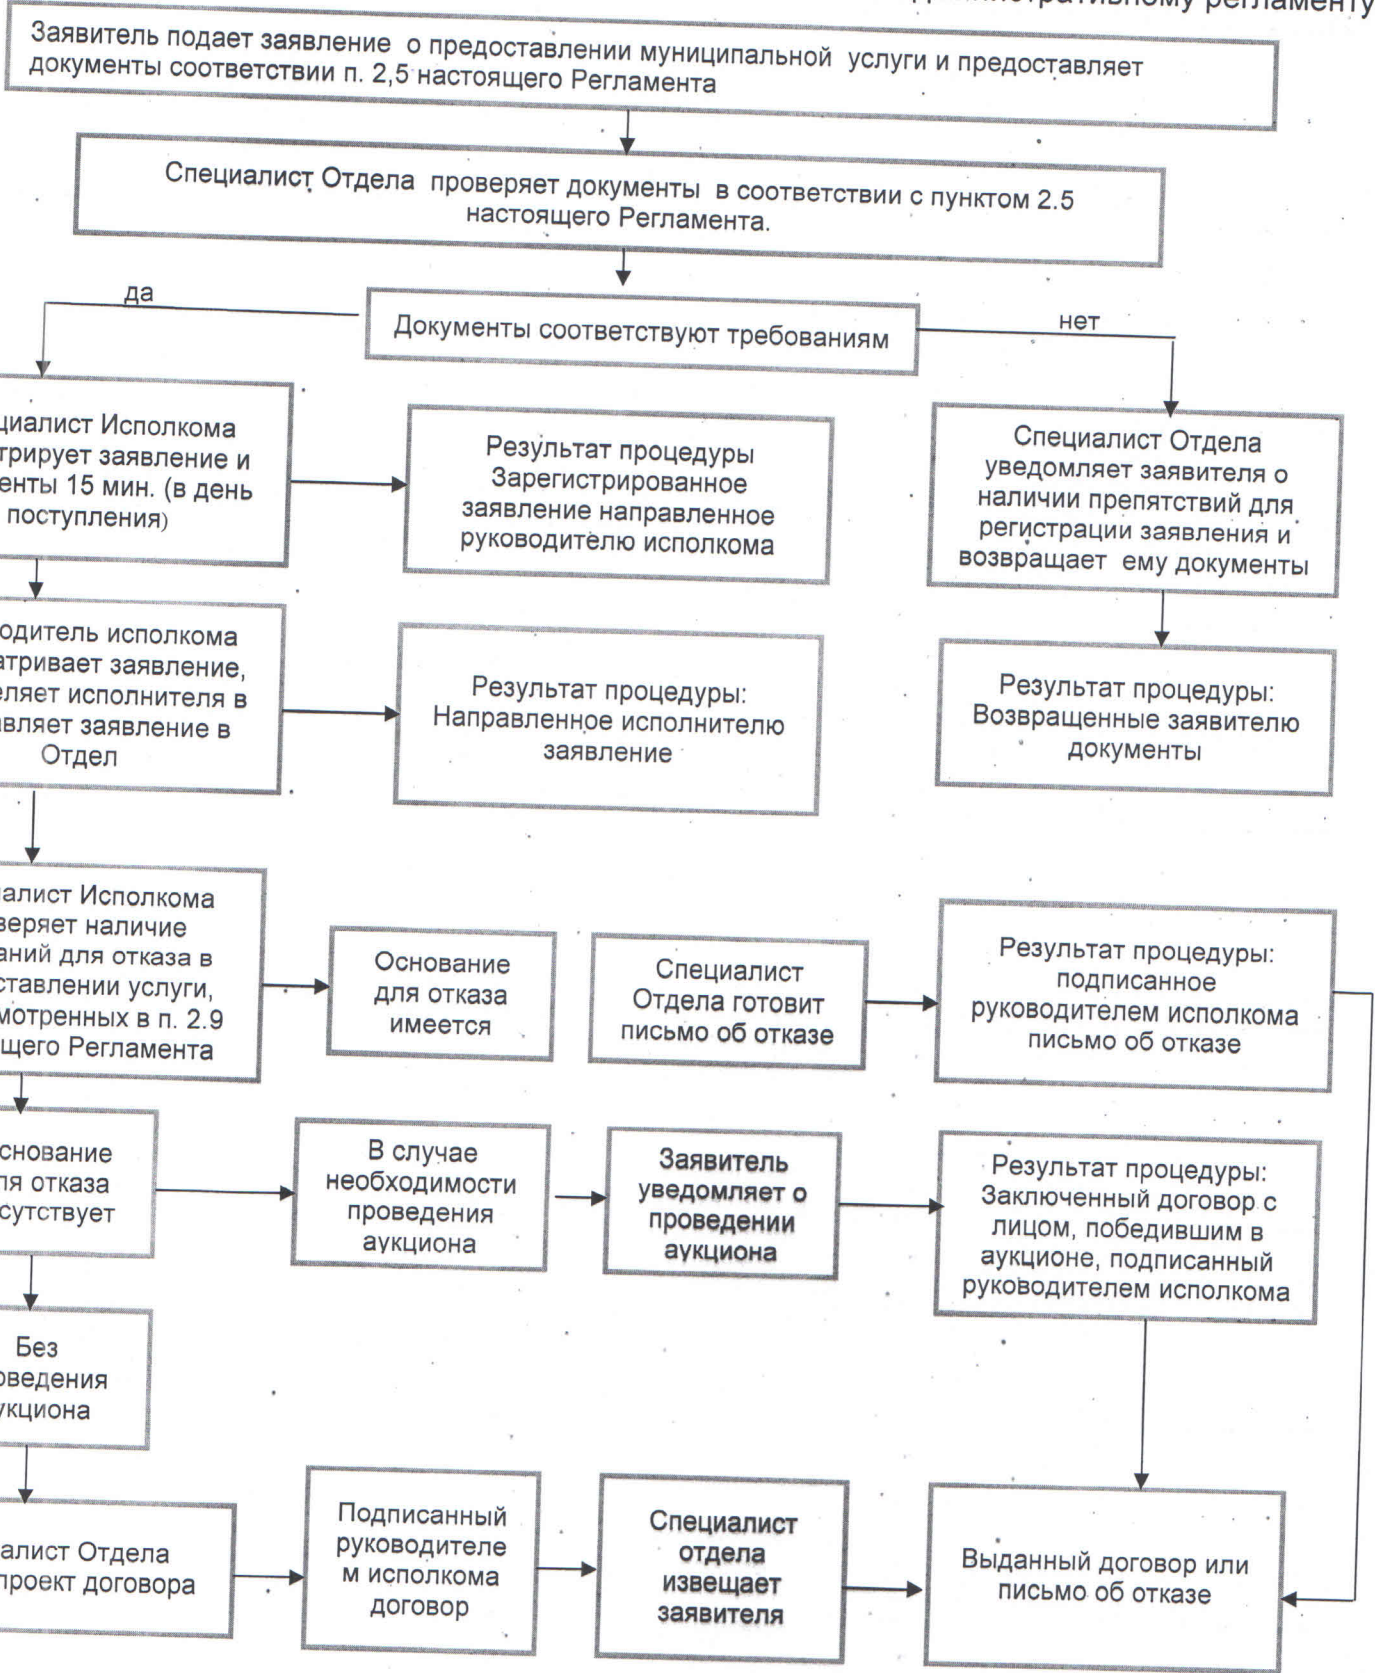 административному регламенту
Заявитель подает заявление о предоставлении муниципальной услуги и предоставляет
документы соответствии п. 2,5 настоящего Регламента
Специалист Отдела проверяет документы в соответствии с пунктом 2.5
настоящего Регламента.
да
Документы соответствуют требованиям
нет
циалист Исполкома
трирует заявление и
енты 15 мин. (в день
поступления)
Результат процедуры
Зарегистрированное
заявление направленное
руководителю исполкома
Специалист Отдела
уведомляет заявителя о
наличии препятствий для
регистрации заявления и
возвращает ему документы
одитель исполкома
атривает заявление,
еляет исполнителя в
авляет заявление в
Отдел
Результат процедуры:
Направленное исполнителю
заявление
Результат процедуры:
Возвращенные заявителю
документы
алист Исполкома
веряет наличие
аний для отказа в
ставлении услуги,
мотренных в п. 2.9
щего Регламента
Основание
для отказа
имеется
Специалист
Отдела готовит
письмо об отказе
Результат процедуры:
подписанное
руководителем исполкома
письмо об отказе
снование
ля отказа
сутствует
В случае
необходимости
проведения
аукциона
Заявитель
уведомляет о
проведении
аукциона
Результат процедуры:
Заключенный договор с
лицом, победившим в
аукционе, подписанный
руководителем исполкома
Без
оведения
укциона
алист Отдела
проект договора
Подписанный
руководителе
м исполкома
договор
Специалист
отдела
извещает
заявителя
Выданный договор или
письмо об отказе